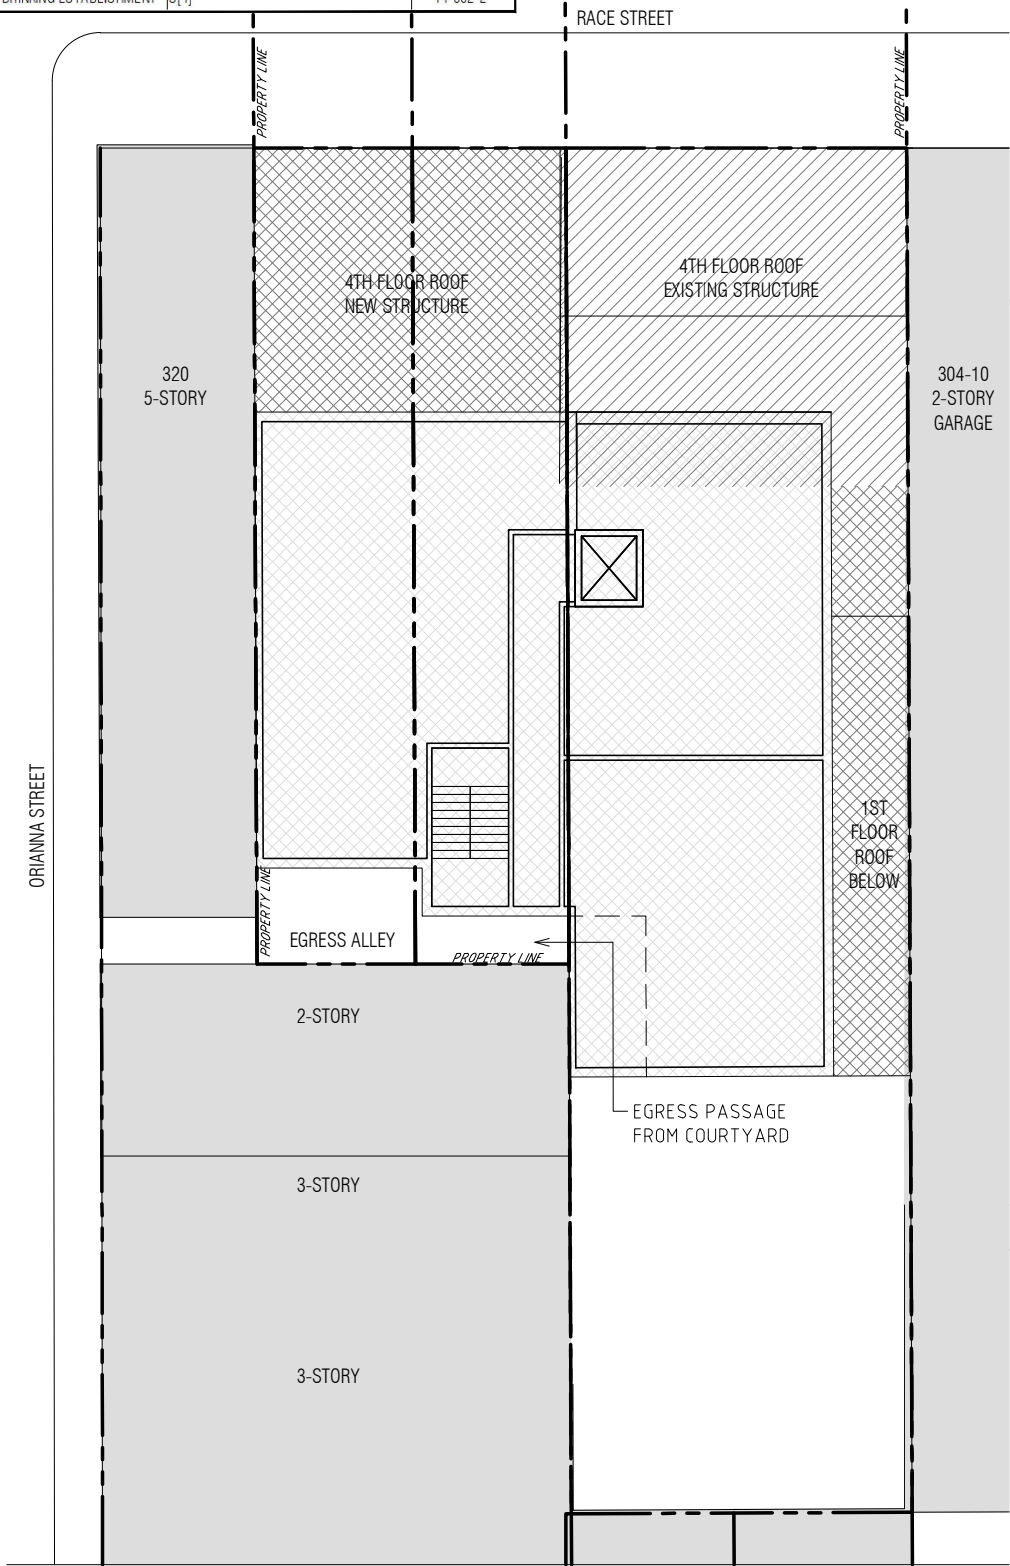 DRINKING ESTABLISHMENT
RACE STREET
PROPERTY LINE
PROPERTY LINE
4TH FLOOR ROOF
NEW STRUCTURE
4TH FLOOR ROOF
EXISTING STRUCTURE
320
5-STORY
304-10
2-STORY
GARAGE
ORIANNA STREET
1ST
FLOOR
ROOF
BELOW
PROPERTY LINE
EGRESS ALLEY
PROPERTY LINE
2-STORY
EGRESS PASSAGE
FROM COURTYARD
3-STORY
3-STORY